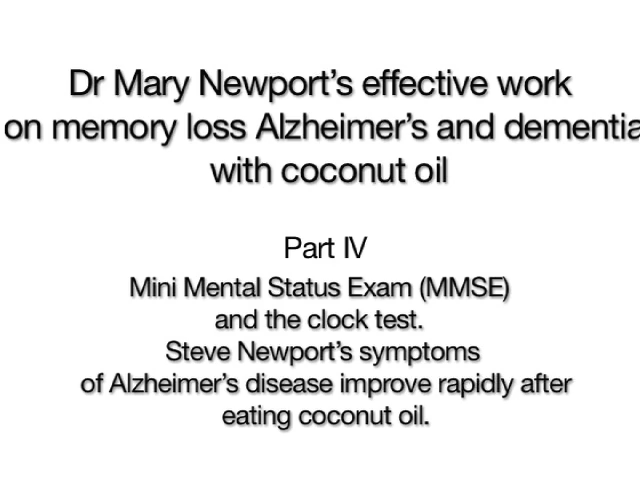 Dr Mary Newport's effective work
on memory loss Alzheimer's and dementia
with coconut oil
Part IV
Mini Mental Status Exam (MMSE)
and the clock test.
Steve Newport's symptoms
of Alzheimer's disease improve rapidly after
eating coconut oil.